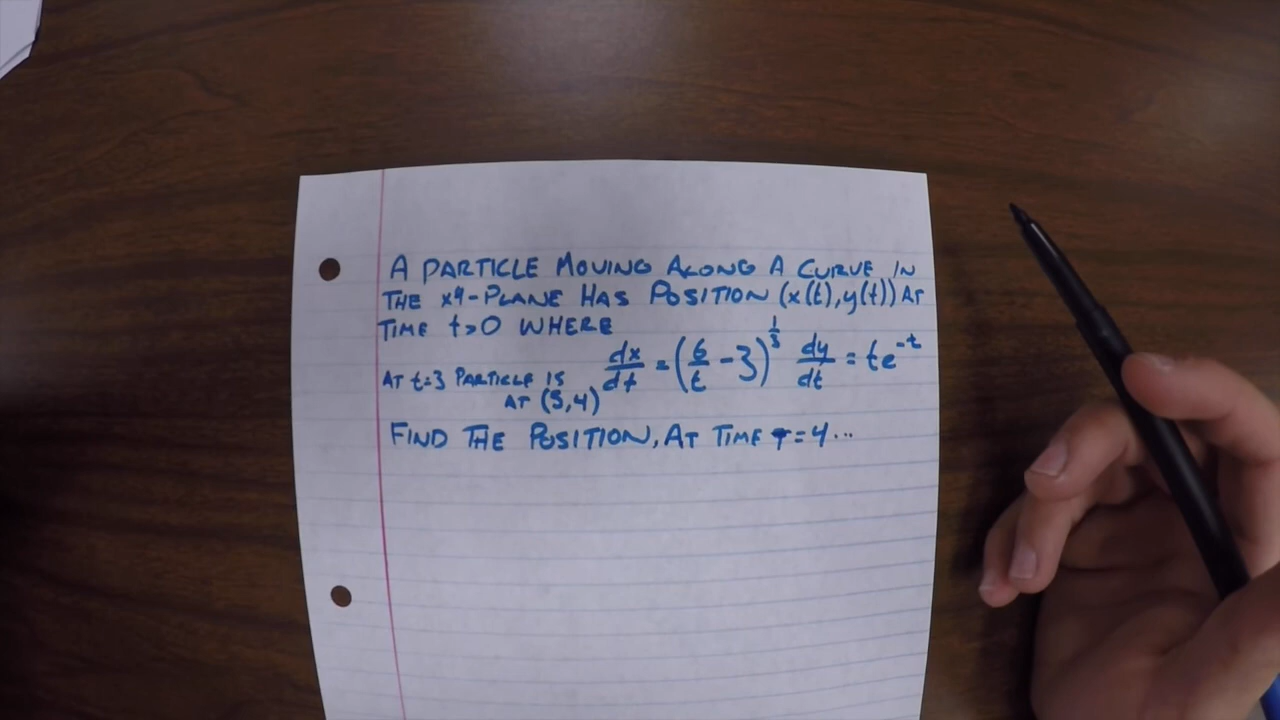 A PARTICLE MOVING ALONG A CURVE IN
THE xy-PLANE HAS POSITION (x(t), y(t)) AT
TIME t>0 WHERE
dx/dt = (6/t - 3)^(1/3) dy/dt = te^-t
AT t=3 PARTICLE IS
AT (5,4)
FIND THE POSITION, AT TIME T=4...